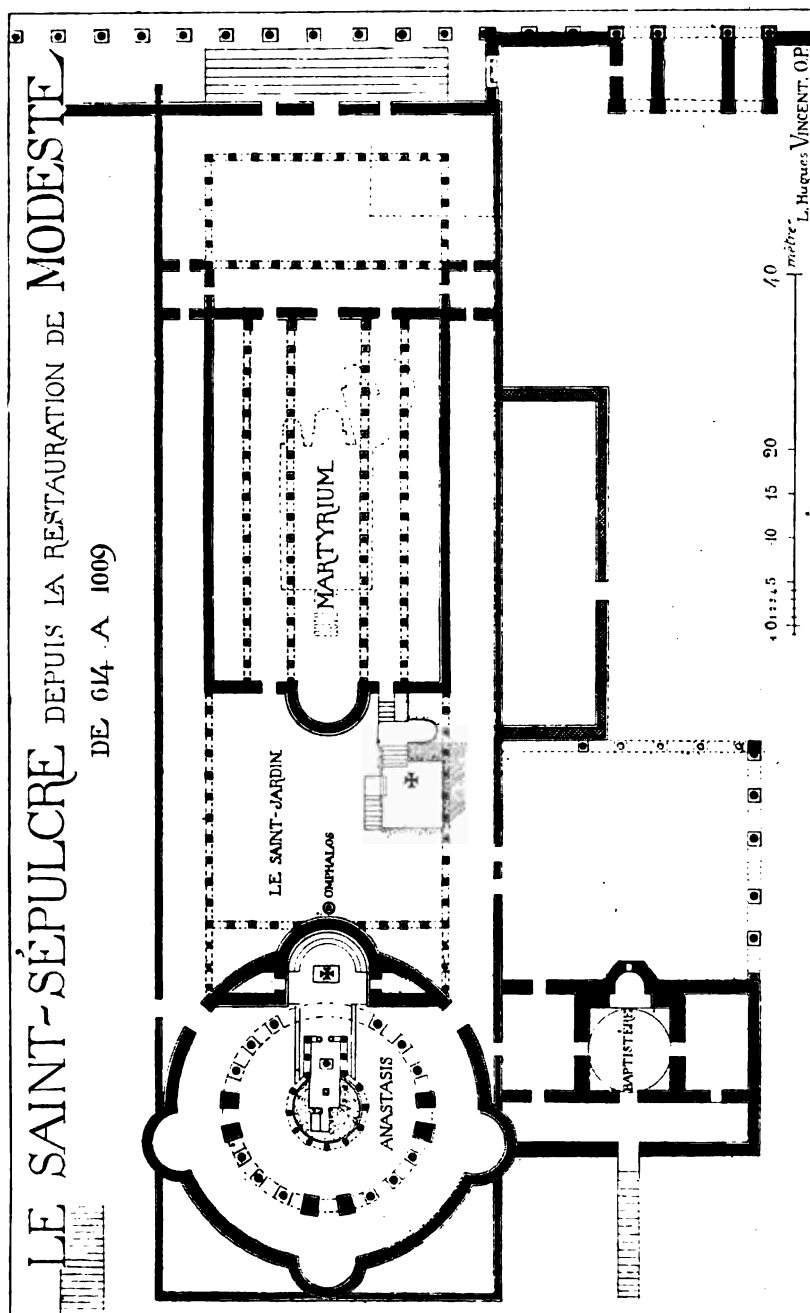 LE SAINT-SÉPULCRE DEPUIS LA RESTAURATION DE MODESTE
DE 614 A 1009
MARTYRIUM
LE SAINT-JARDIN
OMPHALOS
ANASTASIS
BAPTISTÈRE
5 10 15 20 40 mètres
L. Hugues VINCENT. O.P.